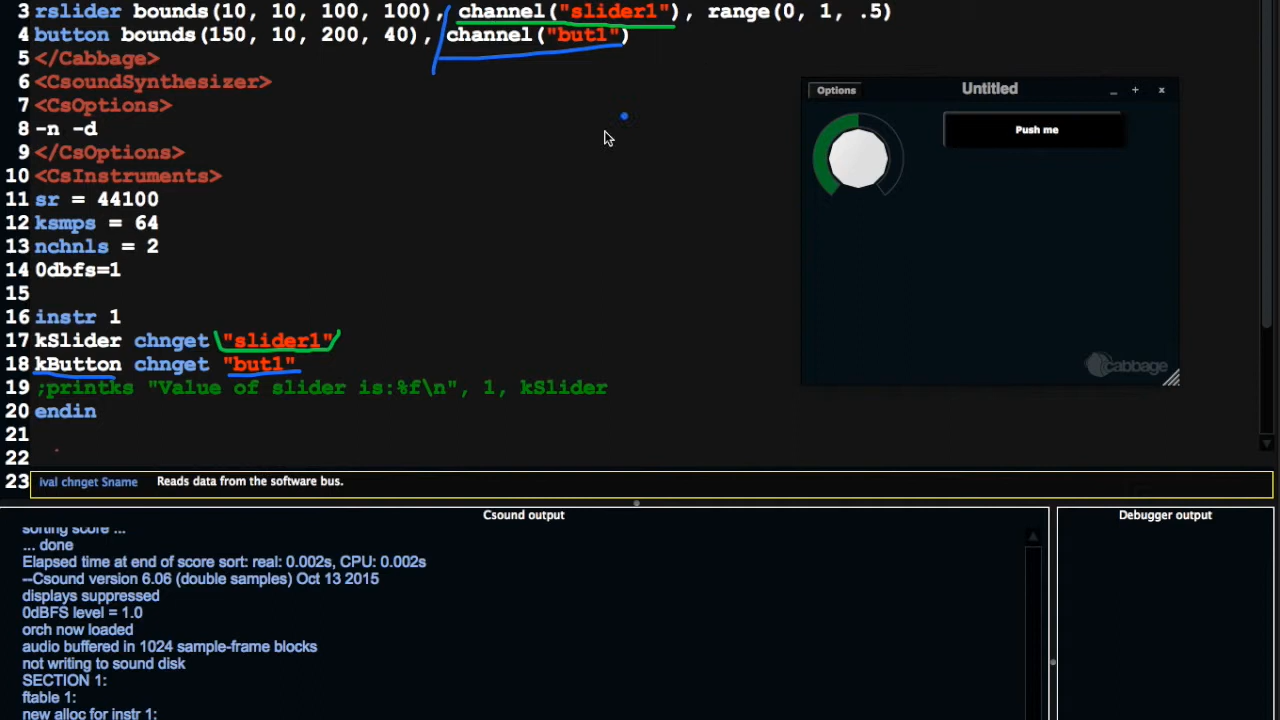 3 rslider bounds(10, 10, 100, 100), channel("slider1"), range(0, 1, .5)
4 button bounds(150, 10, 200, 40), channel("but1")
5 </Cabbage>
6 <CsoundSynthesizer>
7 <CsOptions>
8 -n -d
9 </CsOptions>
10 <CsInstruments>
11 sr = 44100
12 ksmps = 64
13 nchnls = 2
14 0dbfs=1
15
16 instr 1
17 kSlider chnget "slider1"
18 kButton chnget "but1"
19 ;printks "Value of slider is:%f\n", 1, kSlider
20 endin
21
22
23
Options
Untitled
Push me
cabbage
ival chnget Sname Reads data from the software bus.
Csound output
sorting score ...
... done
Elapsed time at end of score sort: real: 0.002s, CPU: 0.002s
--Csound version 6.06 (double samples) Oct 13 2015
displays suppressed
0dBFS level = 1.0
orch now loaded
audio buffered in 1024 sample-frame blocks
not writing to sound disk
SECTION 1:
ftable 1:
new alloc for instr 1:
Debugger output